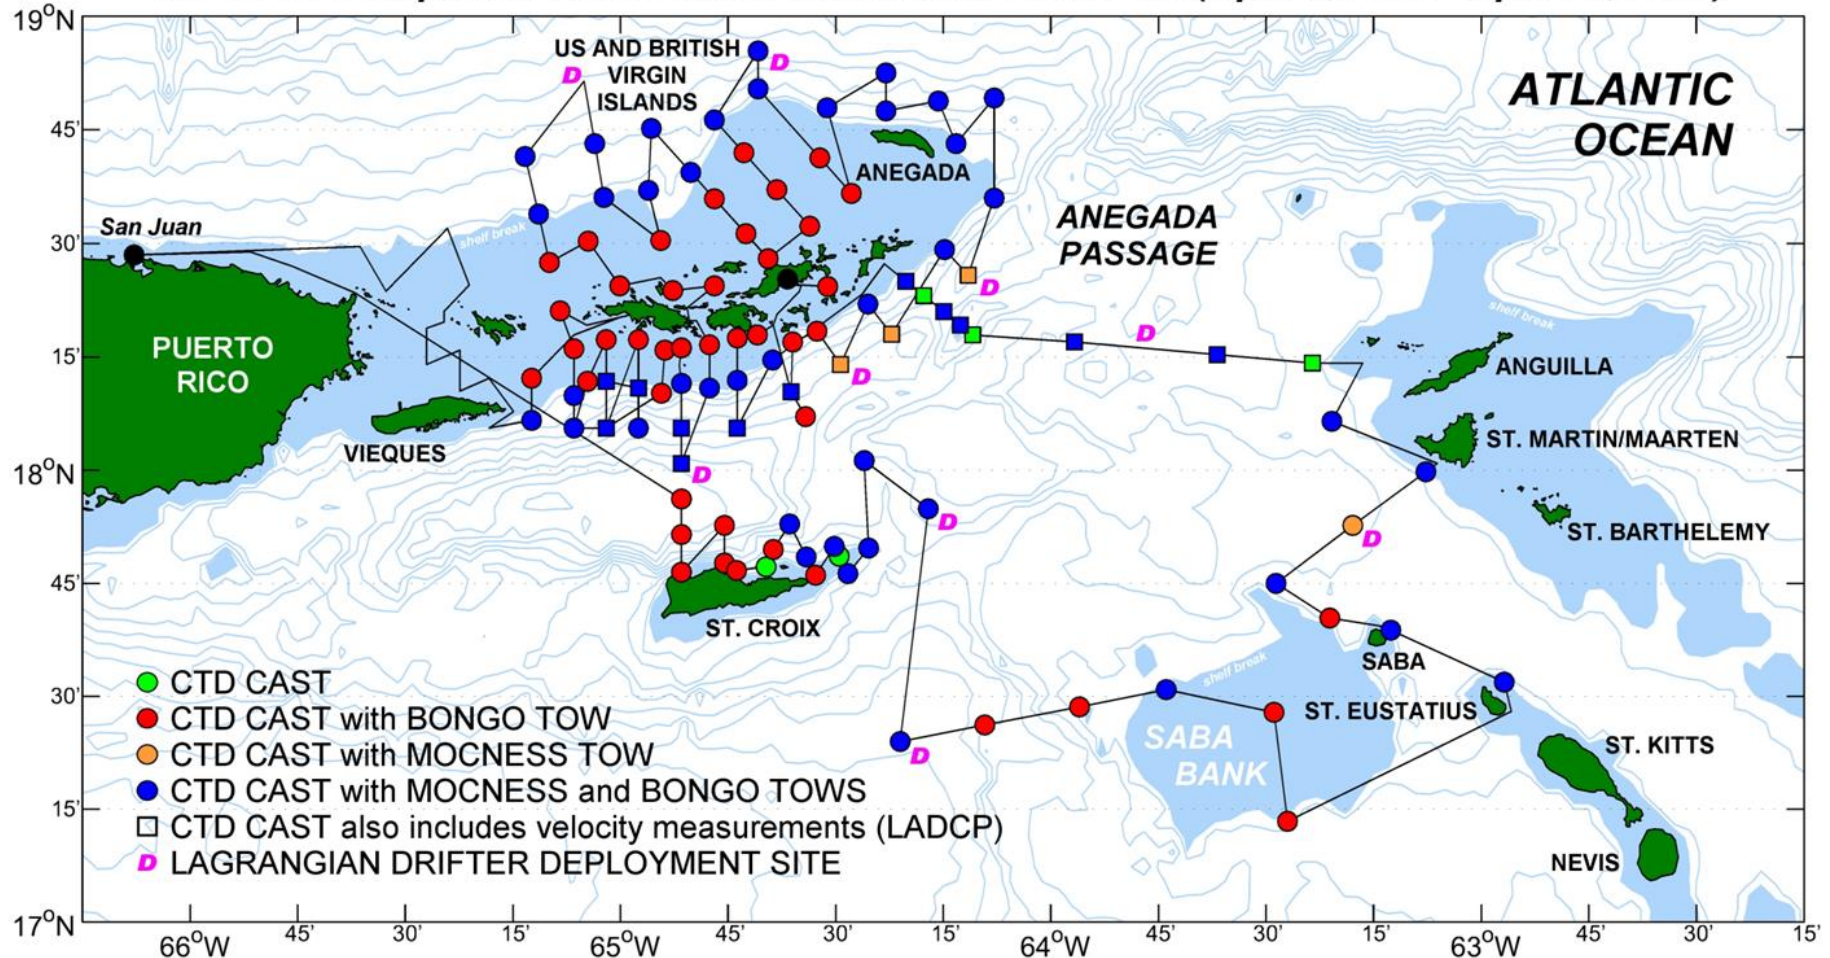 19°N
US AND BRITISH
VIRGIN
ISLANDS
D
D
ATLANTIC
OCEAN
45'
ANEGADA
San Juan
ANEGADA
PASSAGE
30'
shelf break
D
shelf break
D
PUERTO
RICO
15'
ANGUILLA
D
VIEQUES
ST. MARTIN/MAARTEN
18°N
D
D
ST. BARTHELEMY
D
45'
ST. CROIX
SABA
shelf break
CTD CAST
30'
ST. EUSTATIUS
CTD CAST with BONGO TOW
SABA
BANK
ST. KITTS
D
CTD CAST with MOCNESS TOW
CTD CAST with MOCNESS and BONGO TOWS
15'
CTD CAST also includes velocity measurements (LADCP)
D LAGRANGIAN DRIFTER DEPLOYMENT SITE
NEVIS
17°N
66°W 45' 30' 15' 65°W 45' 30' 15' 64°W 45' 30' 15' 63°W 45' 30' 15'